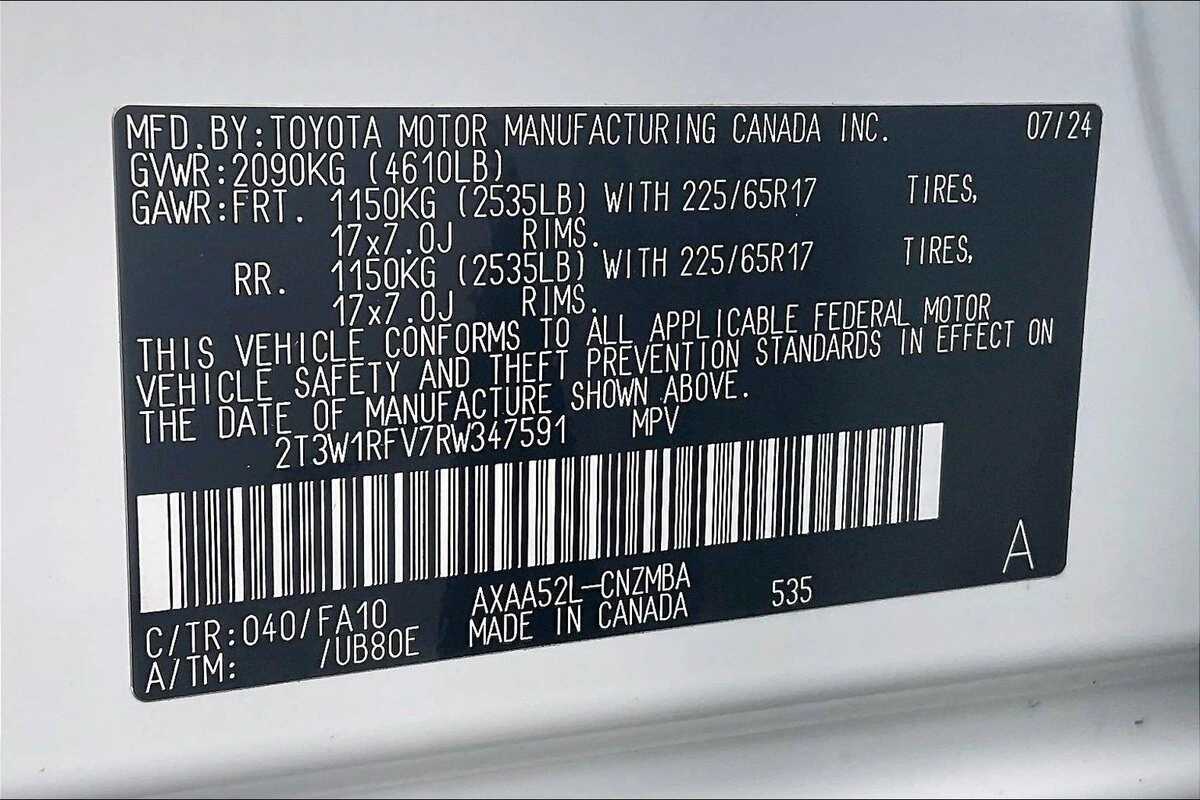 MFD.BY:TOYOTA MOTOR MANUFACTURING CANADA INC. 07/24
GVWR:2090KG (4610LB)
GAWR:FRT. 1150KG (2535LB) WITH 225/65R17 TIRES,
17x7.0J RIMS.
RR. 1150KG (2535LB) WITH 225/65R17 TIRES,
17x7.0J RIMS.
THIS VEHICLE CONFORMS TO ALL APPLICABLE FEDERAL MOTOR
VEHICLE SAFETY AND THEFT PREVENTION STANDARDS IN EFFECT ON
THE DATE OF MANUFACTURE SHOWN ABOVE.
2T3W1RFV7RW347591 MPV
A
C/TR:040/FA10 AXAA52L-CNZMBA 535
A/TM: /UB80E MADE IN CANADA